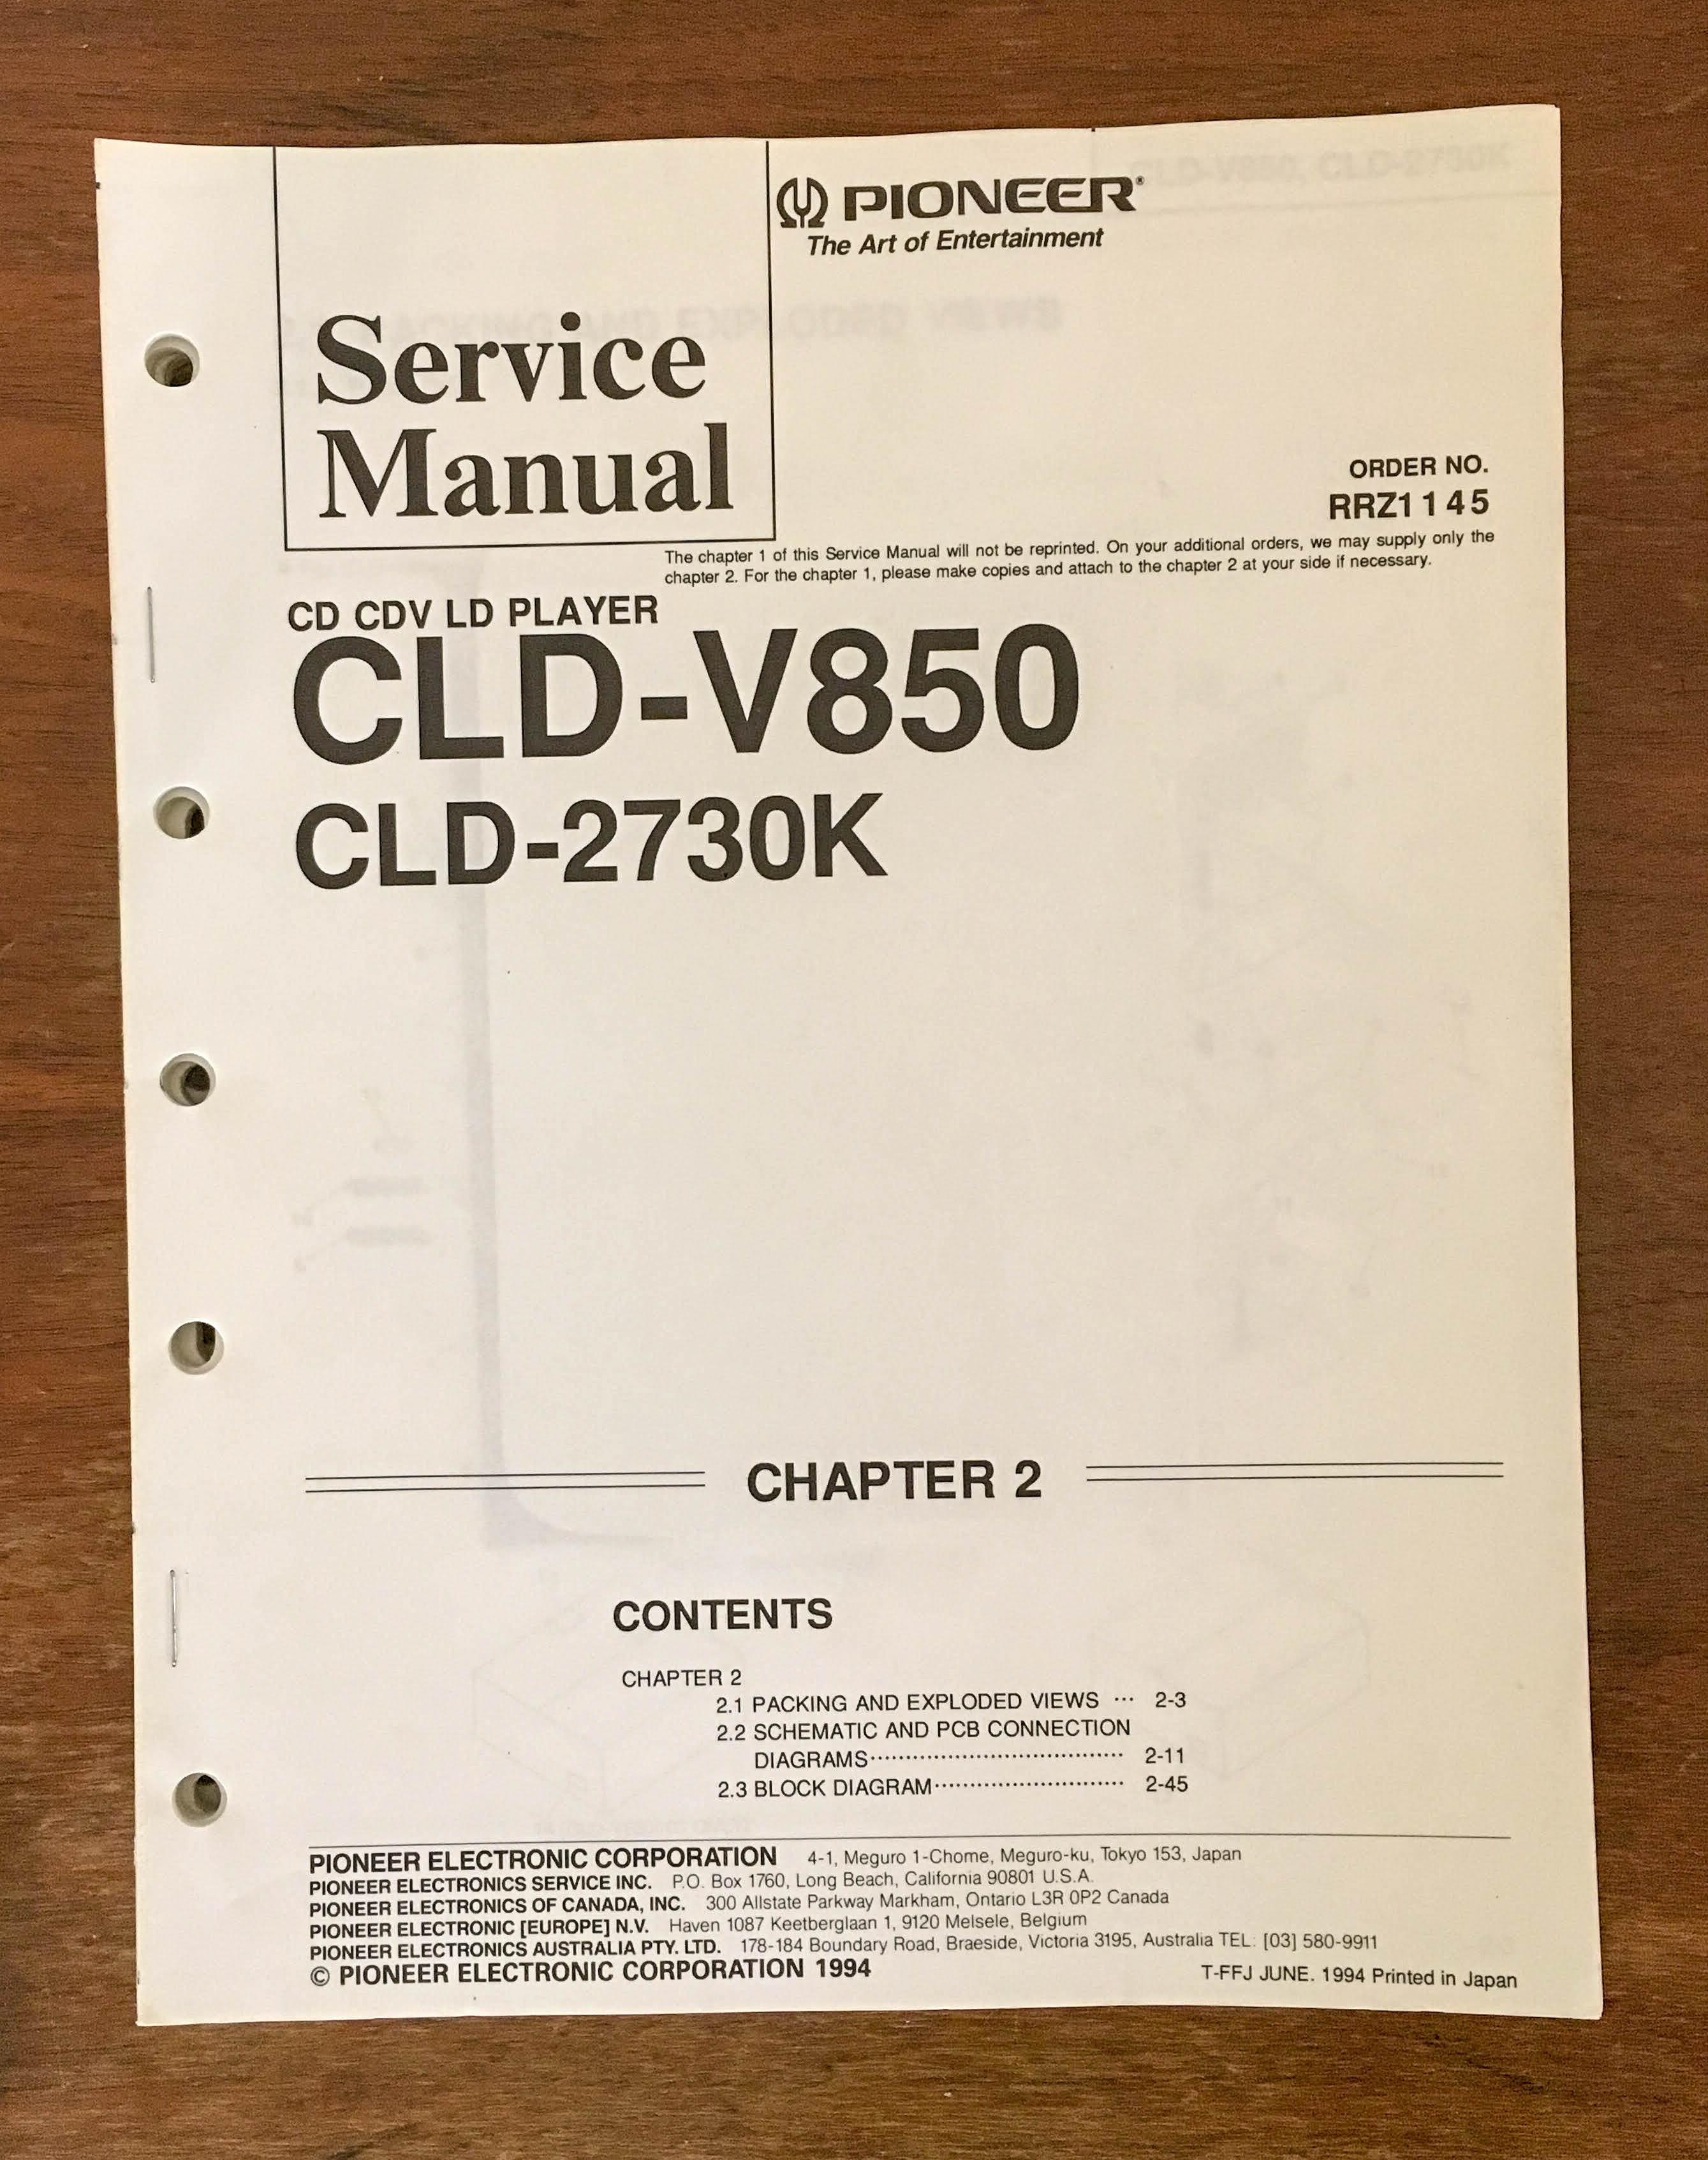 PIONEER®
The Art of Entertainment
Service
Manual
ORDER NO.
RRZ1145
The chapter 1 of this Service Manual will not be reprinted. On your additional orders, we may supply only the
chapter 2. For the chapter 1, please make copies and attach to the chapter 2 at your side if necessary.
CD CDV LD PLAYER
CLD-V850
CLD-2730K
CHAPTER 2
CONTENTS
CHAPTER 2
2.1 PACKING AND EXPLODED VIEWS ··· 2-3
2.2 SCHEMATIC AND PCB CONNECTION
DIAGRAMS···································· 2-11
2.3 BLOCK DIAGRAM··························· 2-45
PIONEER ELECTRONIC CORPORATION 4-1, Meguro 1-Chome, Meguro-ku, Tokyo 153, Japan
PIONEER ELECTRONICS SERVICE INC. P.O. Box 1760, Long Beach, California 90801 U.S.A.
PIONEER ELECTRONICS OF CANADA, INC. 300 Allstate Parkway Markham, Ontario L3R 0P2 Canada
PIONEER ELECTRONIC [EUROPE] N.V. Haven 1087 Keetberglaan 1, 9120 Melsele, Belgium
PIONEER ELECTRONICS AUSTRALIA PTY. LTD. 178-184 Boundary Road, Braeside, Victoria 3195, Australia TEL: [03] 580-9911
© PIONEER ELECTRONIC CORPORATION 1994
T-FFJ JUNE. 1994 Printed in Japan